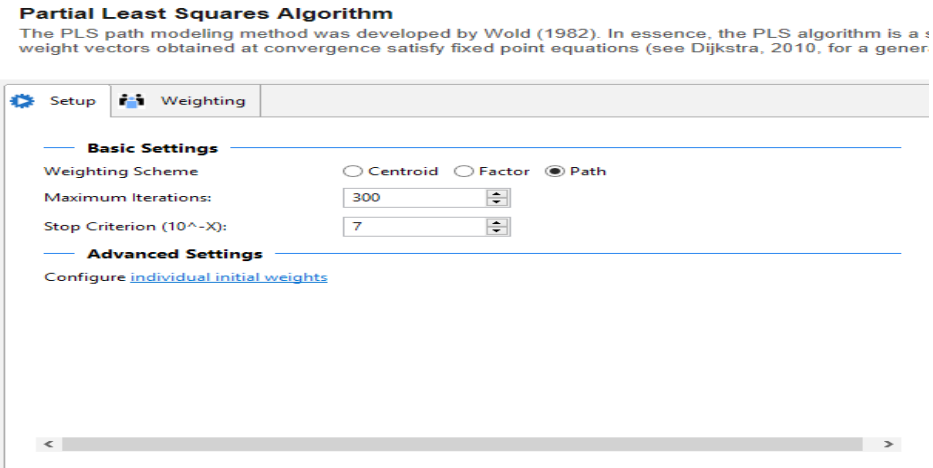 Partial Least Squares Algorithm
The PLS path modeling method was developed by Wold (1982). In essence, the PLS algorithm is a
weight vectors obtained at convergence satisfy fixed point equations (see Dijkstra, 2010, for a
Setup Weighting
Basic Settings
Weighting Scheme Centroid Factor Path
Maximum Iterations: 300
Stop Criterion (10^-X): 7
Advanced Settings
Configure individual initial weights